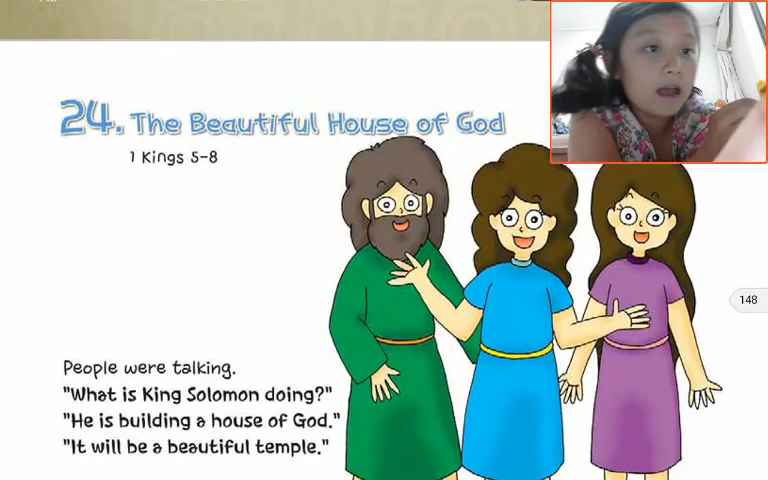 24. The Beautiful House of God
1 Kings 5-8
148
People were talking.
"What is King Solomon doing?"
"He is building a house of God."
"It will be a beautiful temple."